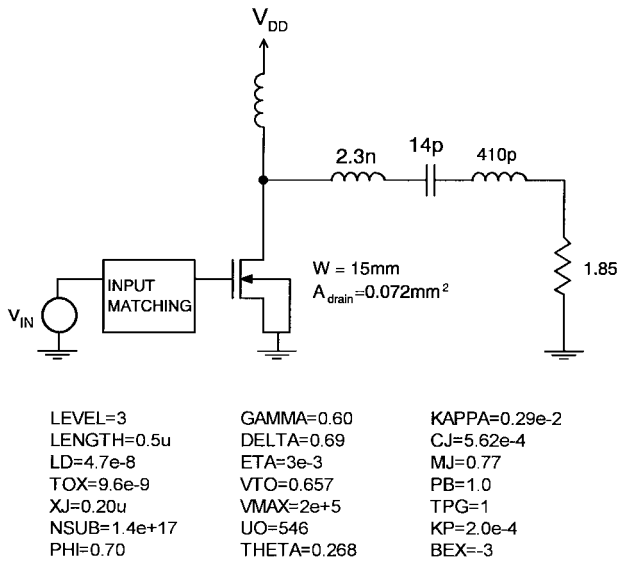 V_DD
2.3n
14p
410p
1.85
W = 15mm
A_drain=0.072mm²
INPUT
MATCHING
V_IN
LEVEL=3 GAMMA=0.60 KAPPA=0.29e-2
LENGTH=0.5u DELTA=0.69 CJ=5.62e-4
LD=4.7e-8 ETA=3e-3 MJ=0.77
TOX=9.6e-9 VTO=0.657 PB=1.0
XJ=0.20u VMAX=2e+5 TPG=1
NSUB=1.4e+17 UO=546 KP=2.0e-4
PHI=0.70 THETA=0.268 BEX=-3